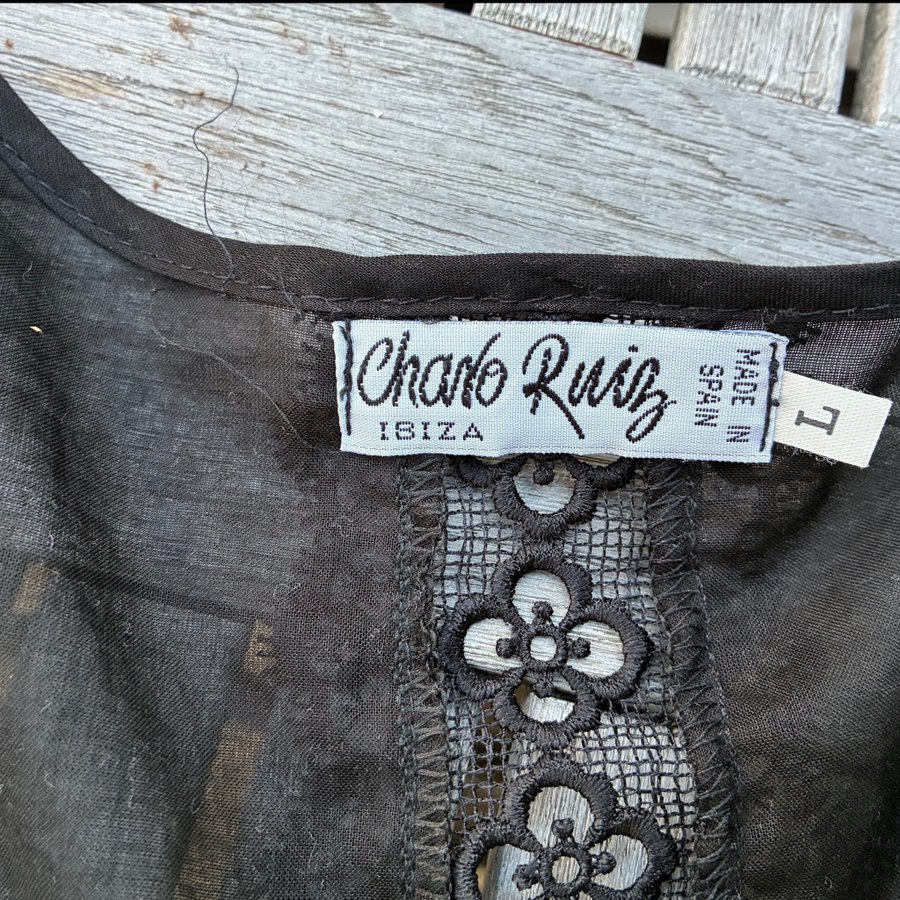 Charo Ruiz
IBIZA
MADE IN
SPAIN
L